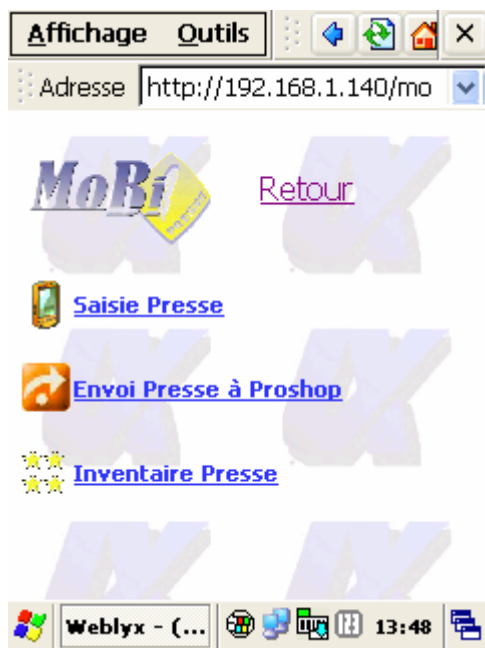 Affichage Outils
Adresse http://192.168.1.140/mo
MoBi Retour
Saisie Presse
Envoi Presse à Proshop
Inventaire Presse
Weblyx - (... 13:48